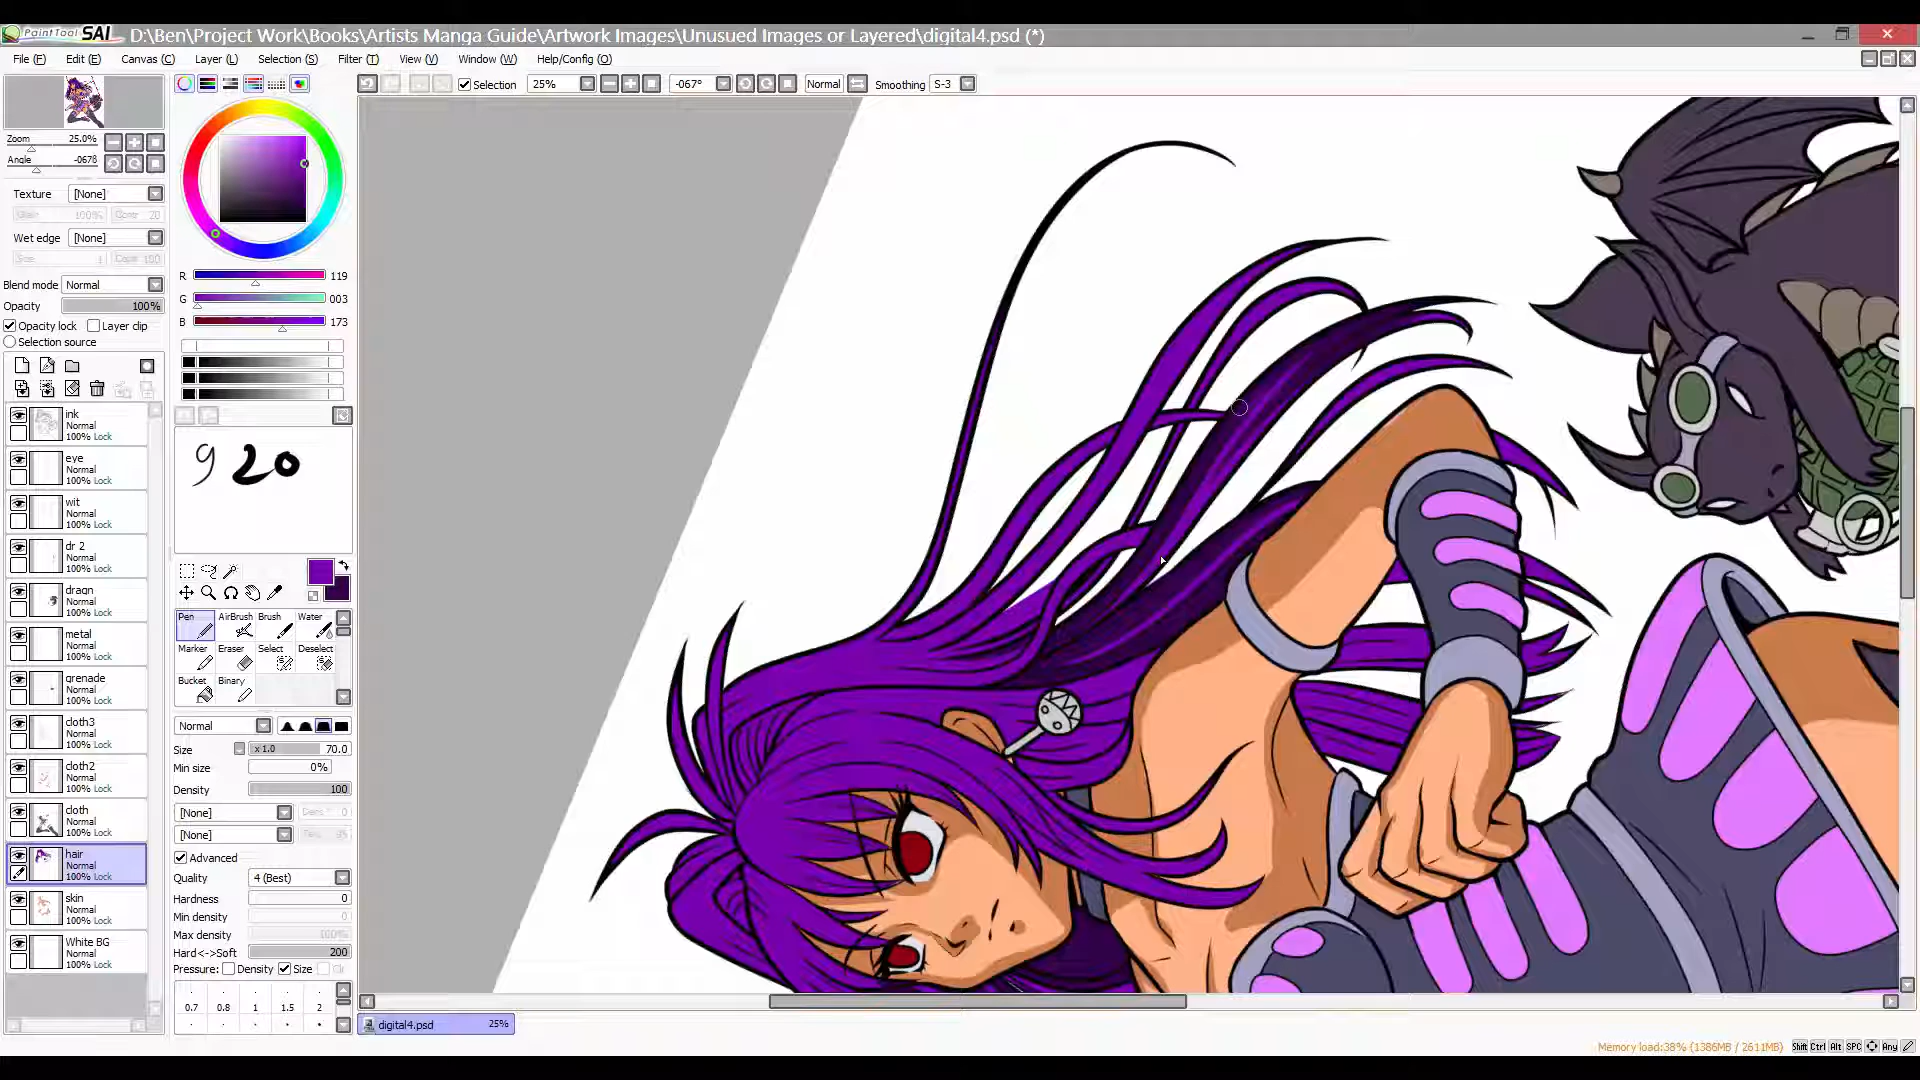 PaintTool SAI D:\Ben\Project Work\Books\Artists Manga Guide\Artwork Images\Unusued Images or Layered\digital4.psd (*)
File (F) Edit (E) Canvas (C) Layer (L) Selection (S) Filter (T) View (V) Window (W) Help/Config (O)
Selection 25% -067° Normal Smoothing S-3
Zoom 25.0%
Angle -0678
Texture [None]
100% 20
Wet edge [None]
Size 1 100
Blend mode Normal
Opacity 100%
Opacity lock Layer clip
Selection source
ink
Normal
100% Lock
eye
Normal
100% Lock
wit
Normal
100% Lock
dr 2
Normal
100% Lock
dragn
Normal
100% Lock
metal
Normal
100% Lock
grenade
Normal
100% Lock
cloth3
Normal
100% Lock
cloth2
Normal
100% Lock
cloth
Normal
100% Lock
hair
Normal
100% Lock
skin
Normal
100% Lock
White BG
Normal
100% Lock
R 119
G 003
B 173
9 20
Pen AirBrush Brush Water
Marker Eraser Select Deselect
Bucket Binary
Normal
Size x 1.0 70.0
Min size 0%
Density 100
[None]
[None]
Advanced
Quality 4 (Best)
Hardness 0
Min density 0
Max density 100%
Hard<->Soft 200
Pressure: Density Size
0.7 0.8 1 1.5 2
digital4.psd 25%
Memory load:38% (1386MB / 2611MB) Shift Ctrl Alt SPC Any